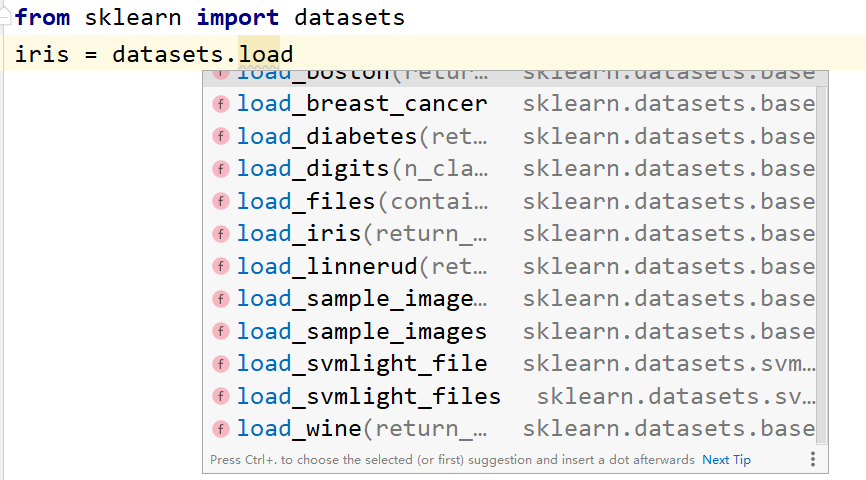 from sklearn import datasets
iris = datasets.load
f load_boston(retur… sklearn.datasets.base
f load_breast_cancer sklearn.datasets.base
f load_diabetes(ret… sklearn.datasets.base
f load_digits(n_cla… sklearn.datasets.base
f load_files(contai… sklearn.datasets.base
f load_iris(return_… sklearn.datasets.base
f load_linnerud(ret… sklearn.datasets.base
f load_sample_image… sklearn.datasets.base
f load_sample_images sklearn.datasets.base
f load_svmlight_file sklearn.datasets.svm…
f load_svmlight_files sklearn.datasets.sv…
f load_wine(return_… sklearn.datasets.base
Press Ctrl+. to choose the selected (or first) suggestion and insert a dot afterwards Next Tip